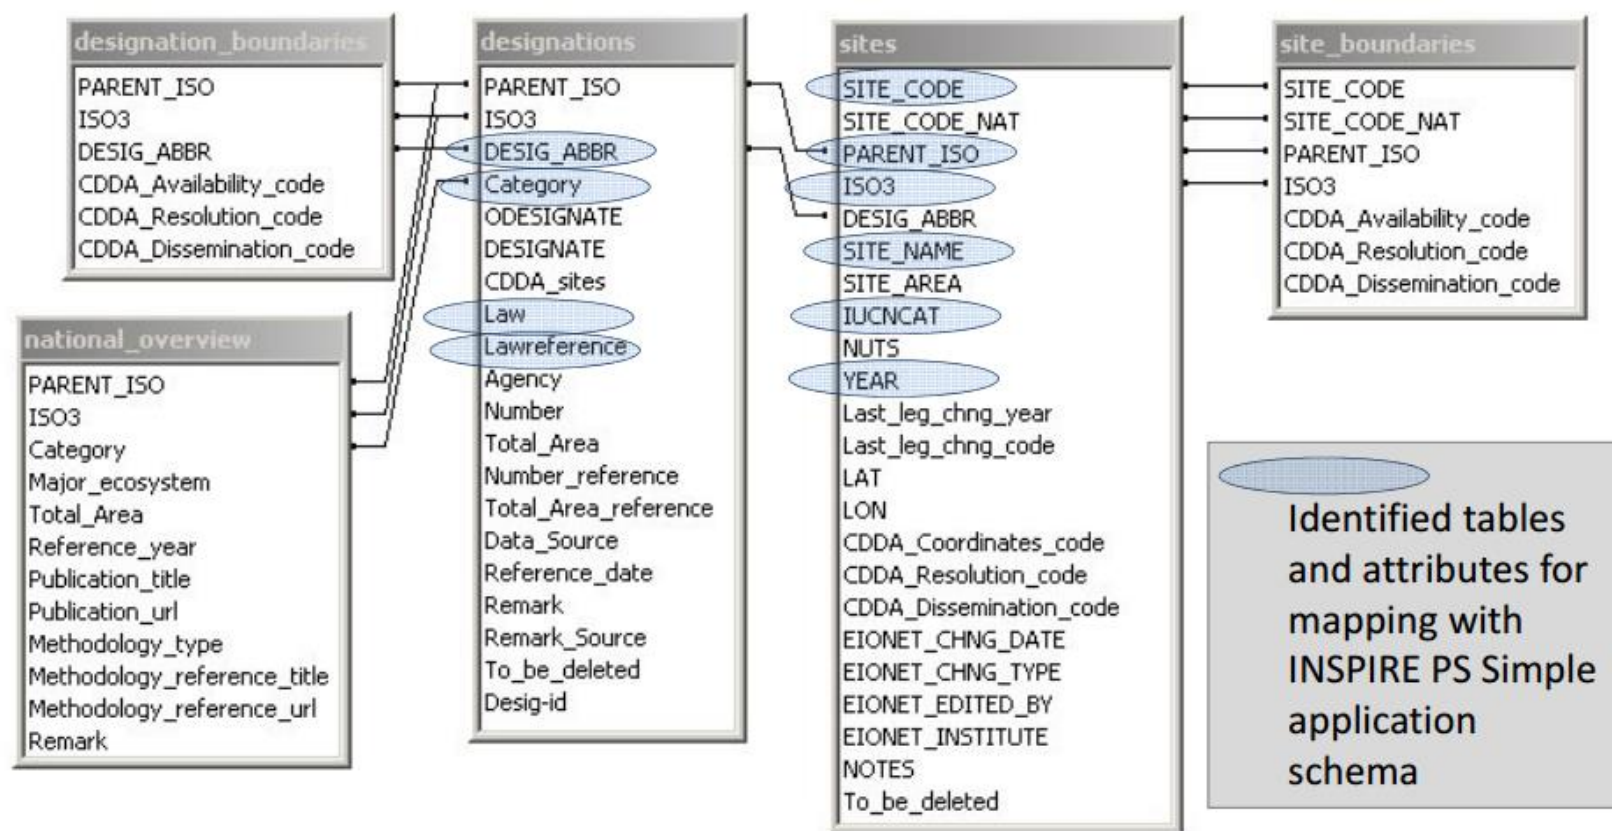 designation_boundaries
PARENT_ISO
ISO3
DESIG_ABBR
CDDA_Availability_code
CDDA_Resolution_code
CDDA_Dissemination_code
national_overview
PARENT_ISO
ISO3
Category
Major_ecosystem
Total_Area
Reference_year
Publication_title
Publication_url
Methodology_type
Methodology_reference_title
Methodology_reference_url
Remark
designations
PARENT_ISO
ISO3
DESIG_ABBR
Category
ODESIGNATE
DESIGNATE
CDDA_sites
Law
Lawreference
Agency
Number
Total_Area
Number_reference
Total_Area_reference
Data_Source
Reference_date
Remark
Remark_Source
To_be_deleted
Desig-id
sites
SITE_CODE
SITE_CODE_NAT
PARENT_ISO
ISO3
DESIG_ABBR
SITE_NAME
SITE_AREA
IUCNCAT
NUTS
YEAR
Last_leg_chng_year
Last_leg_chng_code
LAT
LON
CDDA_Coordinates_code
CDDA_Resolution_code
CDDA_Dissemination_code
EIONET_CHNG_DATE
EIONET_CHNG_TYPE
EIONET_EDITED_BY
EIONET_INSTITUTE
NOTES
To_be_deleted
site_boundaries
SITE_CODE
SITE_CODE_NAT
PARENT_ISO
ISO3
CDDA_Availability_code
CDDA_Resolution_code
CDDA_Dissemination_code
Identified tables
and attributes for
mapping with
INSPIRE PS Simple
application
schema